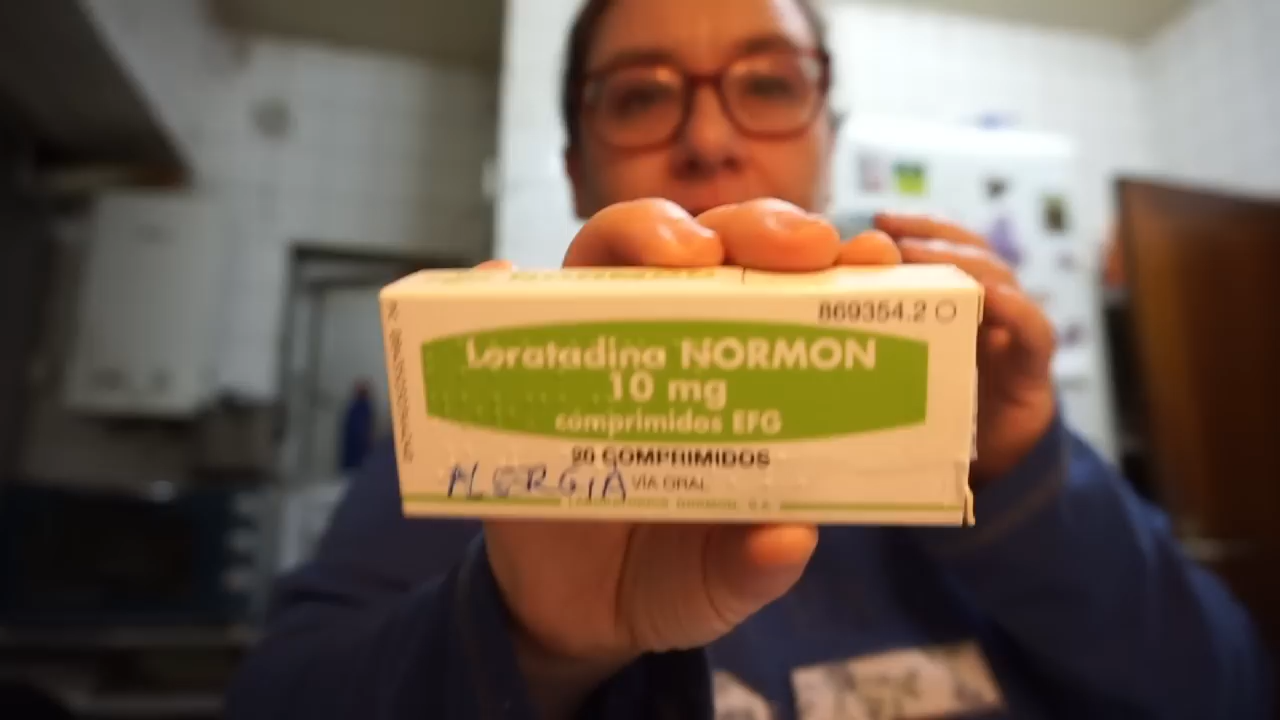 869354.2
Loratadina NORMON
10 mg
comprimidos EFG
20 COMPRIMIDOS
ALERGIA VÍA ORAL